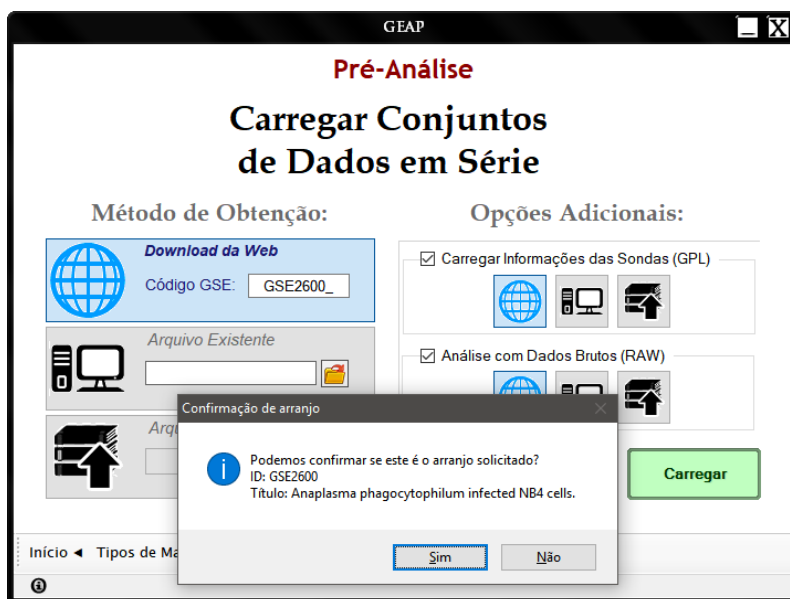 GEAP
Pré-Análise
Carregar Conjuntos
de Dados em Série
Método de Obtenção:
Download da Web
Código GSE: GSE2600_
Arquivo Existente
Opções Adicionais:
Carregar Informações das Sondas (GPL)
Análise com Dados Brutos (RAW)
Carregar
Confirmação de arranjo
Podemos confirmar se este é o arranjo solicitado?
ID: GSE2600
Título: Anaplasma phagocytophilum infected NB4 cells.
Sim Não
Início ◄ Tipos de